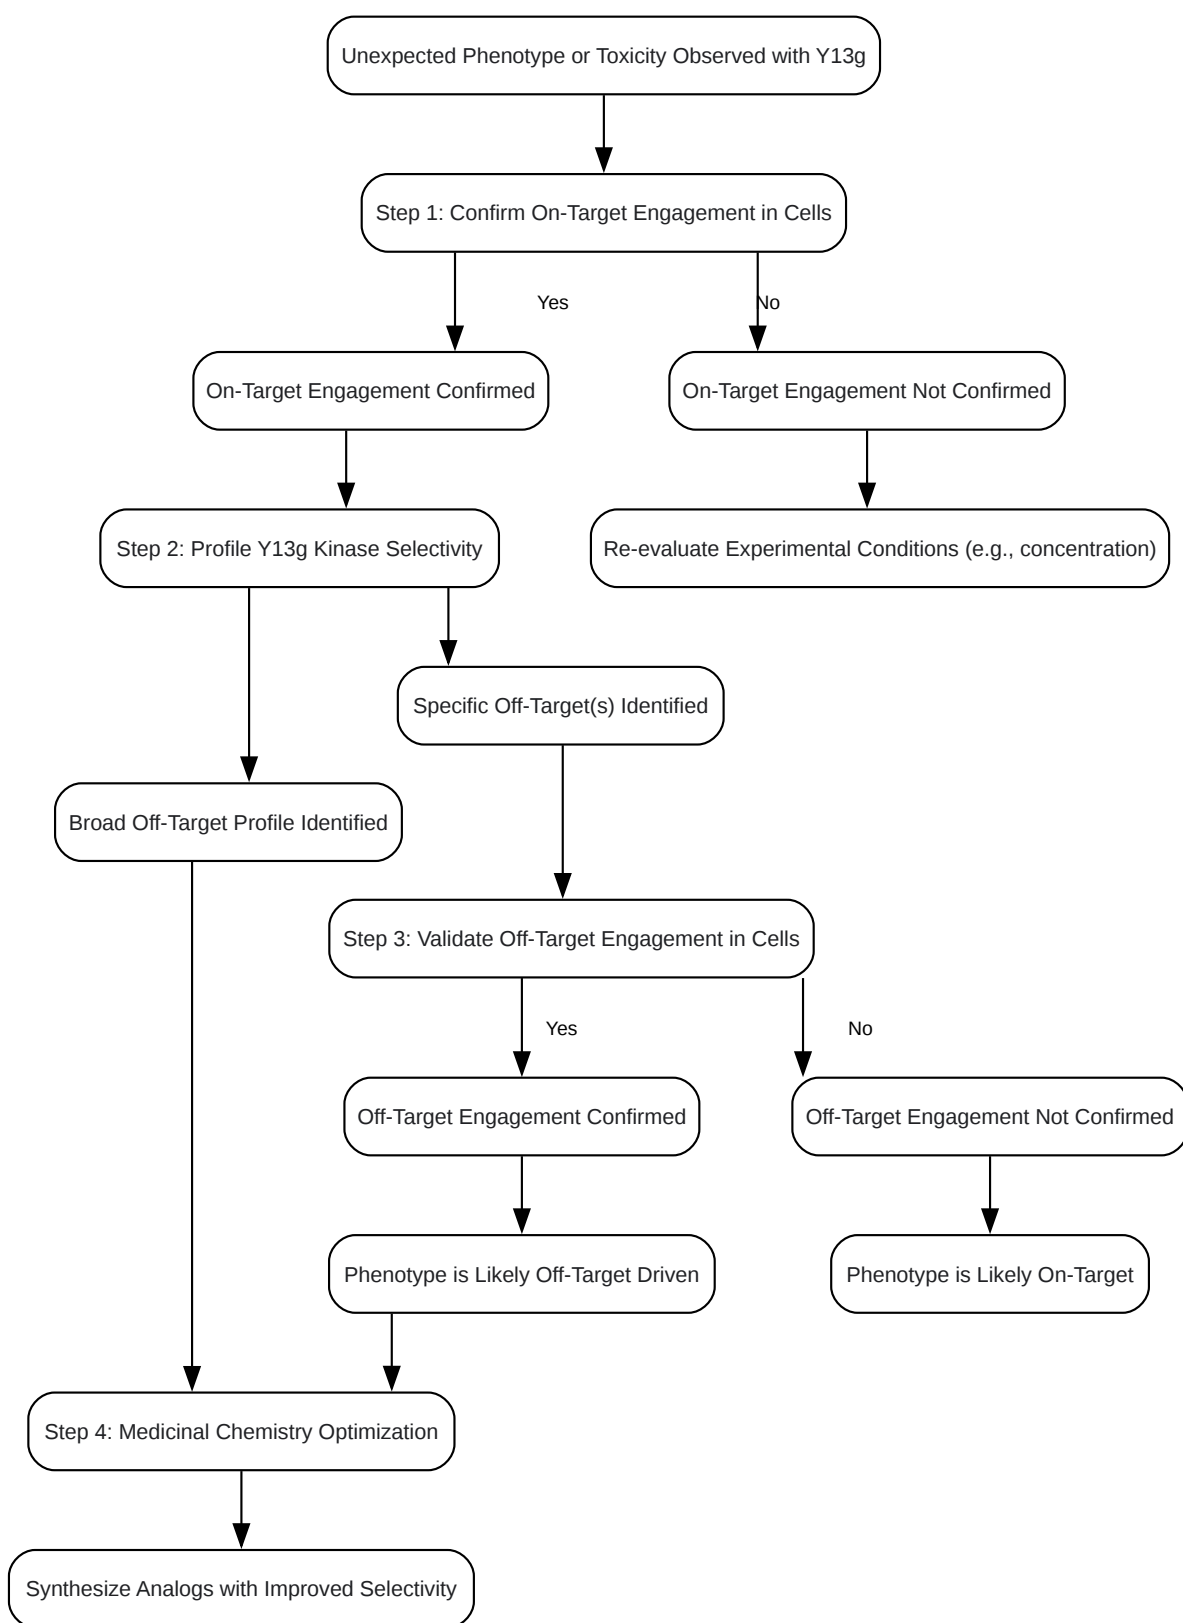 Unexpected Phenotype or Toxicity Observed with Y13g
Step 1: Confirm On-Target Engagement in Cells
Yes
No
On-Target Engagement Confirmed
On-Target Engagement Not Confirmed
Step 2: Profile Y13g Kinase Selectivity
Re-evaluate Experimental Conditions (e.g., concentration)
Specific Off-Target(s) Identified
Broad Off-Target Profile Identified
Step 3: Validate Off-Target Engagement in Cells
Yes
No
Off-Target Engagement Confirmed
Off-Target Engagement Not Confirmed
Phenotype is Likely Off-Target Driven
Phenotype is Likely On-Target
Step 4: Medicinal Chemistry Optimization
Synthesize Analogs with Improved Selectivity